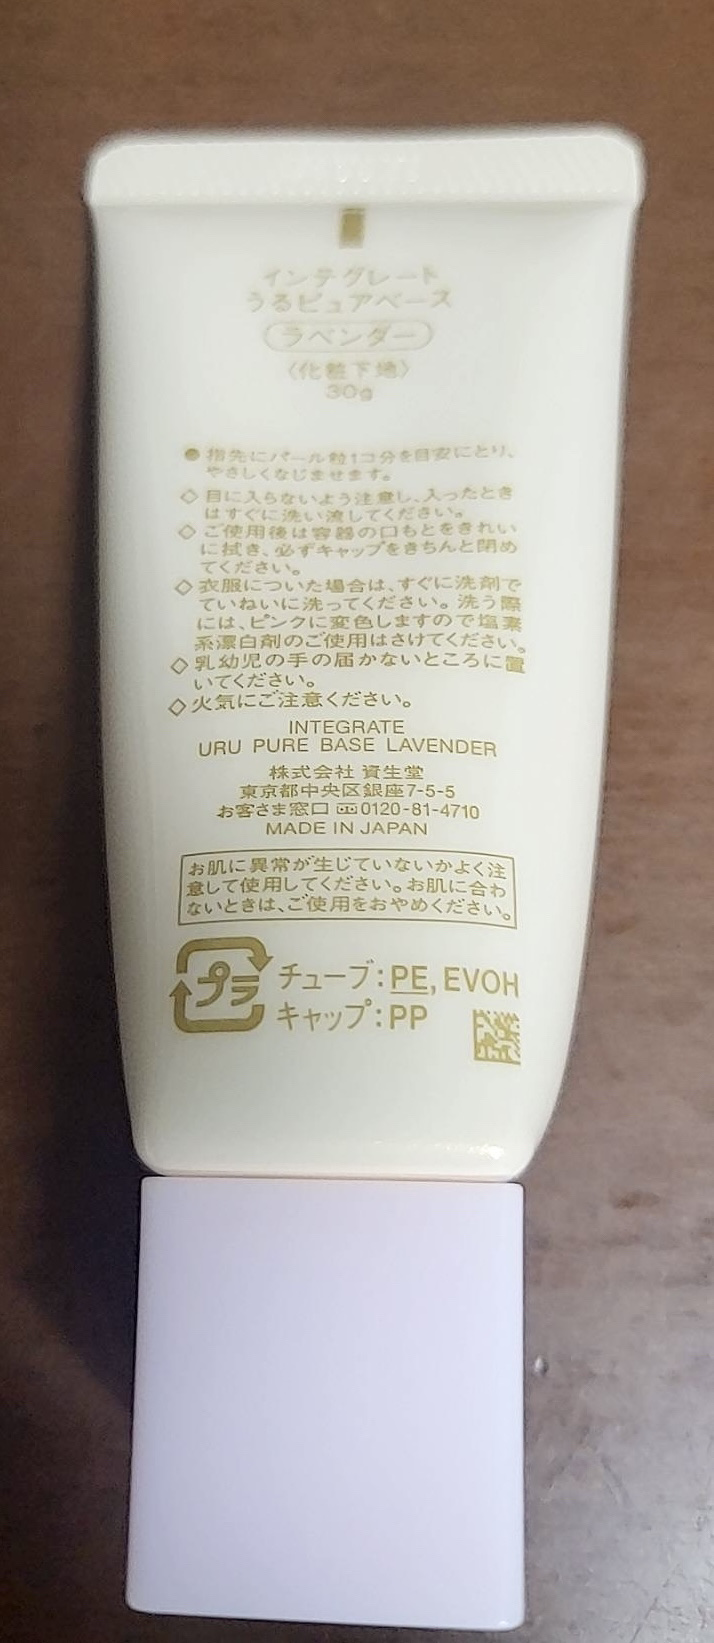 インテグレート
うるピュアベース
ラベンダー
〈化粧下地〉
30g
●指先にパール粒1コ分を目安にとり、
やさしくなじませます。
◇目に入らないよう注意し、入ったとき
はすぐに洗い流してください。
◇ご使用後は容器の口もとをきれい
に拭き、必ずキャップをきちんと閉め
てください。
◇衣服についた場合は、すぐに洗剤で
ていねいに洗ってください。洗う際
には、ピンクに変色しますので塩素
系漂白剤のご使用はさけてください。
◇乳幼児の手の届かないところに置
いてください。
◇火気にご注意ください。
INTEGRATE
URU PURE BASE LAVENDER
株式会社 資生堂
東京都中央区銀座7-5-5
お客さま窓口 0120-81-4710
MADE IN JAPAN
お肌に異常が生じていないかよく注
意して使用してください。お肌に合わ
ないときは、ご使用をおやめください。
プラ
チューブ:PE, EVOH
キャップ:PP